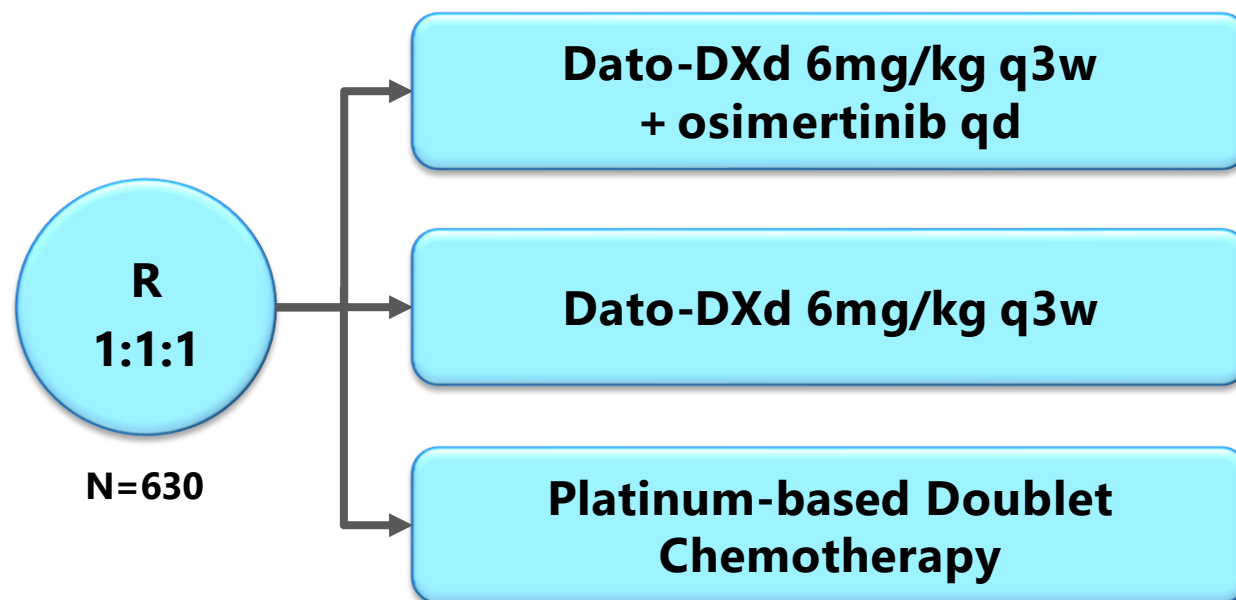 Dato-DXd 6mg/kg q3w
+ osimertinib qd
R
1:1:1
Dato-DXd 6mg/kg q3w
N=630
Platinum-based Doublet
Chemotherapy